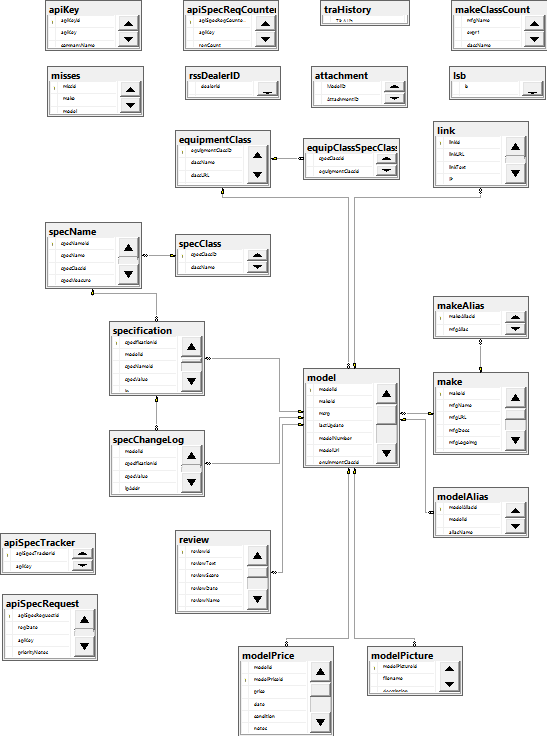 apiKey
apiKeyId
apiKey
companyName
apiSpecReqCounter
apiKey
reqCount
traHistory
makeClassCount
mfgName
expr1
className
misses
missId
make
model
rssDealerID
dealerId
attachment
ModelID
AttachmentID
lsb
equipmentClass
equipmentClassID
className
classURL
equipClassSpecClass
specClassId
equipmentClassId
link
linkId
linkURL
linkText
IP
specName
specNameId
specName
specClassId
specMeasure
specClass
specClassID
className
specification
specificationId
modelId
specNameId
specValue
model
modelId
makeId
msrp
lastUpdate
modelNumber
modelUrl
equipmentClassId
makeAlias
makeAliasId
mfgAlias
make
makeId
mfgName
mfgURL
mfgDesc
mfgLogoImg
specChangeLog
modelId
specificationId
specValue
IpAddr
modelAlias
modelAliasId
modelId
aliasName
apiSpecTracker
apiSpecTrackerId
apiKey
review
reviewId
reviewText
reviewScore
reviewDate
reviewName
apiSpecRequest
apiSpecRequestId
reqDate
apiKey
priorityNotes
modelPrice
modelId
modelPriceId
price
date
condition
notes
modelPicture
modelPictureId
filename
description